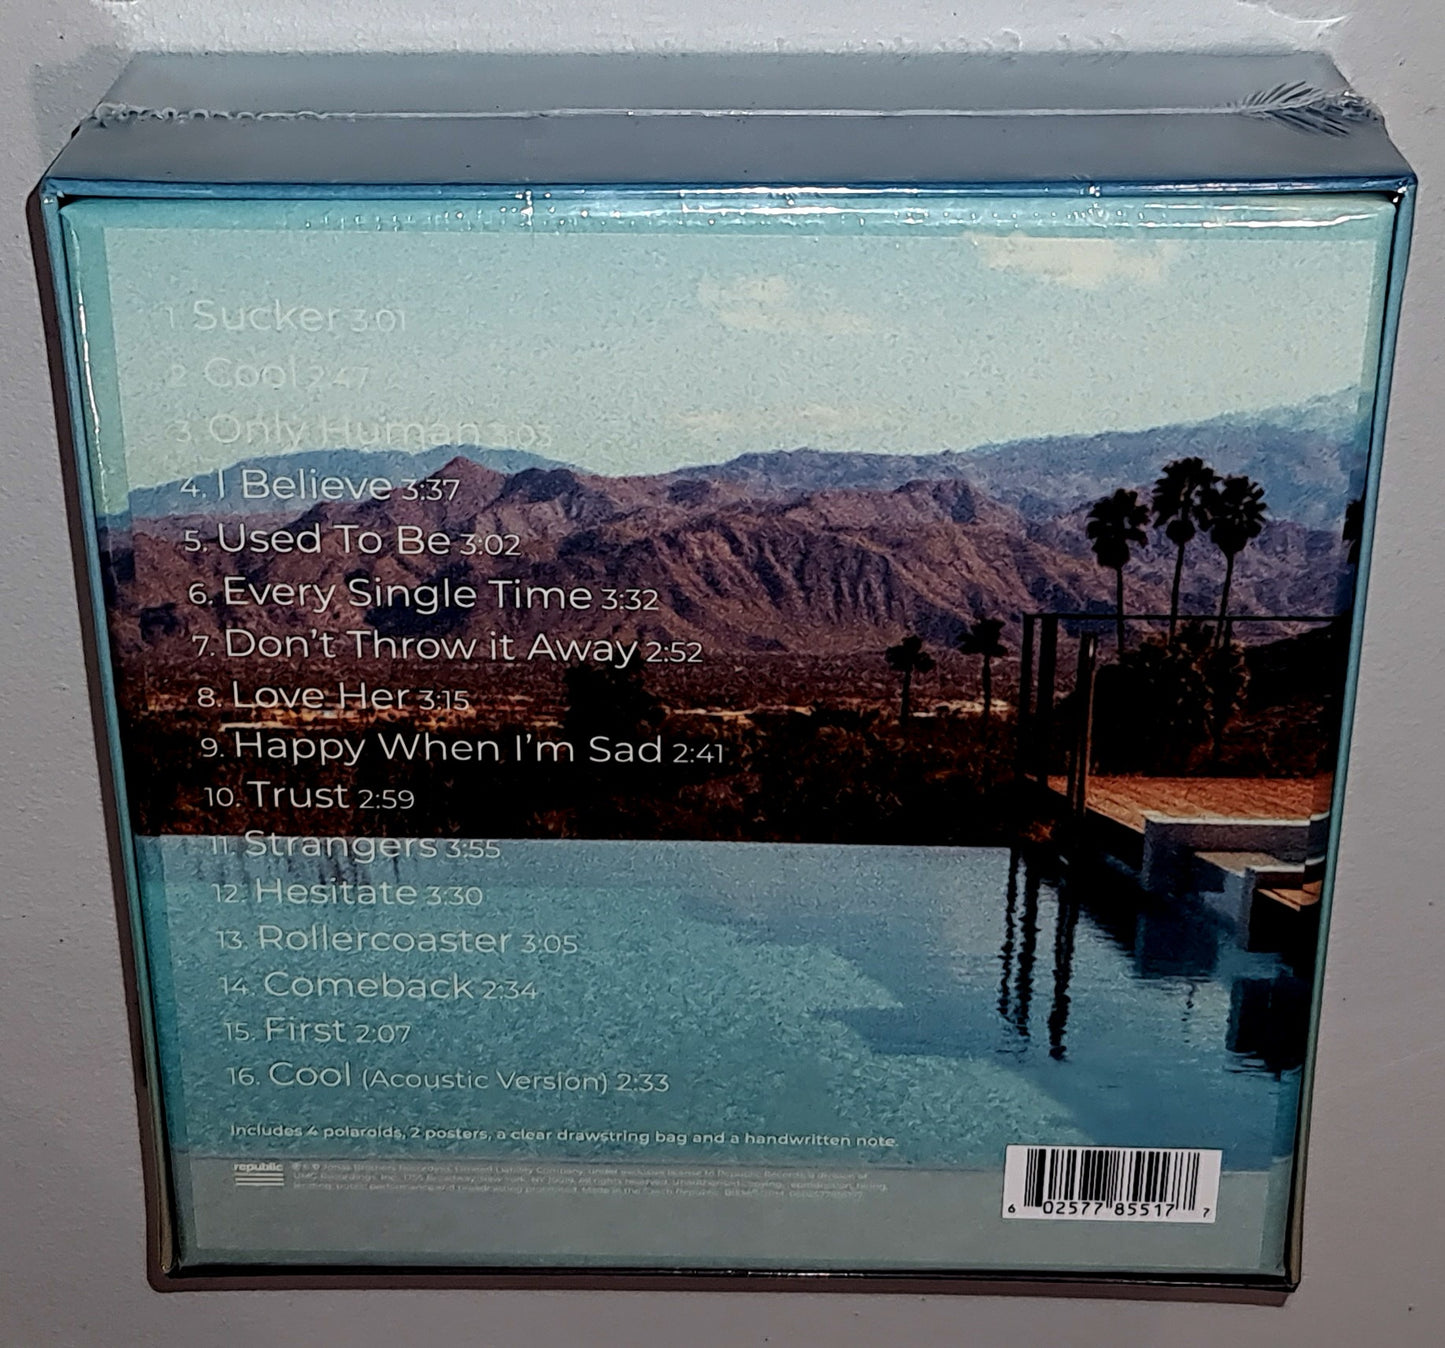 1. Sucker 3:01
2. Cool 2:47
3. Only Human 3:03
4. I Believe 3:37
5. Used To Be 3:02
6. Every Single Time 3:32
7. Don't Throw it Away 2:52
8. Love Her 3:15
9. Happy When I'm Sad 2:41
10. Trust 2:59
11. Strangers 3:55
12. Hesitate 3:30
13. Rollercoaster 3:05
14. Comeback 2:34
15. First 2:07
16. Cool (Acoustic Version) 2:33
Includes 4 polaroids, 2 posters, a clear drawstring bag and a handwritten note.
republic
6 02577 85517 7